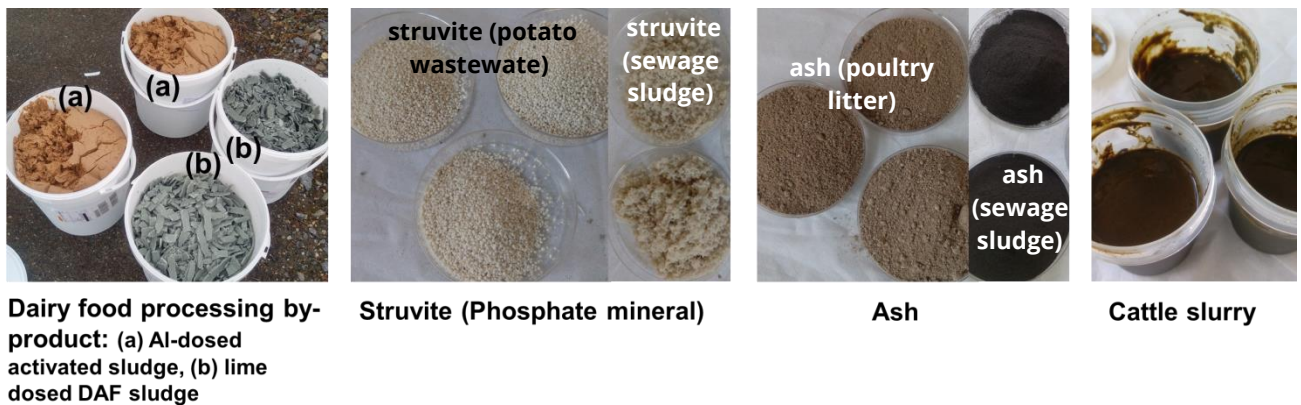 (a)
(a)
(b)
(b)
struvite (potato
wastewate)
struvite
(sewage
sludge)
ash (poultry
litter)
ash
(sewage
sludge)
Dairy food processing by-
product: (a) Al-dosed
activated sludge, (b) lime
dosed DAF sludge
Struvite (Phosphate mineral)
Ash
Cattle slurry